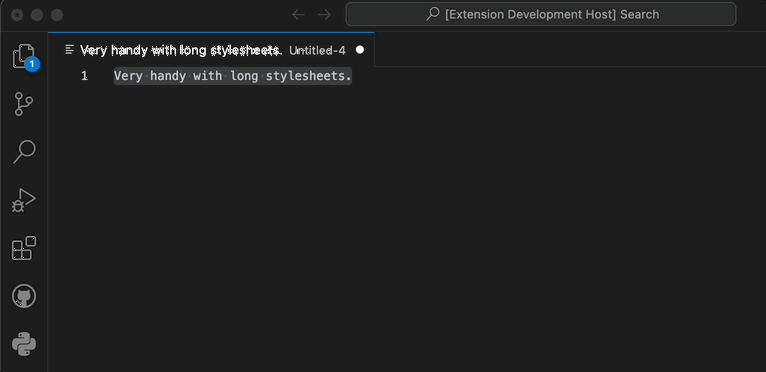 [Extension Development Host] Search
Very handy with long stylesheets. Untitled-4
1
1 Very handy with long stylesheets.